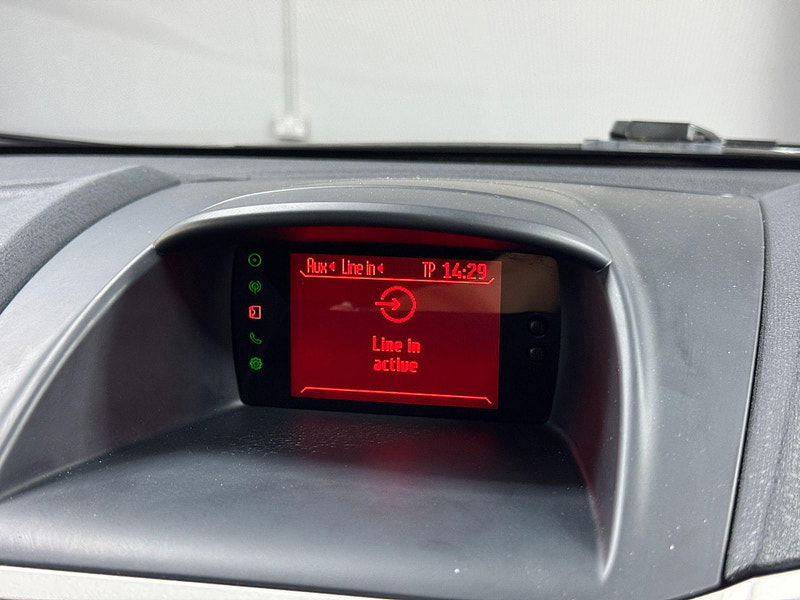 Aux Line in TP 14:29
Line in
active